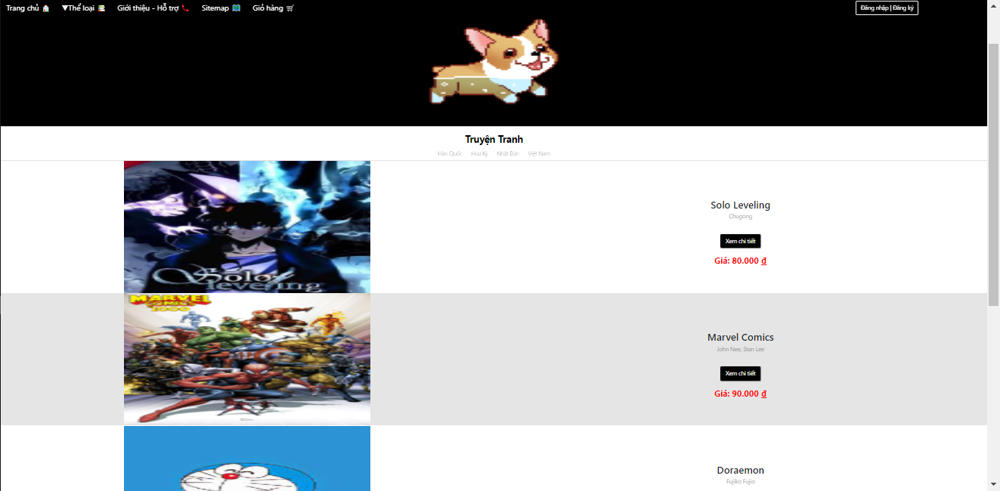 Trang chủ 🏠 ▼Thể loại 📚 Giới thiệu - Hỗ trợ 📞 Sitemap 🗺 Giỏ hàng 🛒 Đăng nhập | Đăng ký
Truyện Tranh
Hàn Quốc Hoa Kỳ Nhật Bản Việt Nam
Solo
leveling
Solo Leveling
Chugong
Xem chi tiết
Giá: 80.000 ₫
MARVEL
COMICS
1000
Marvel Comics
John Nee, Stan Lee
Xem chi tiết
Giá: 90.000 ₫
Doraemon
Fujiko Fujio